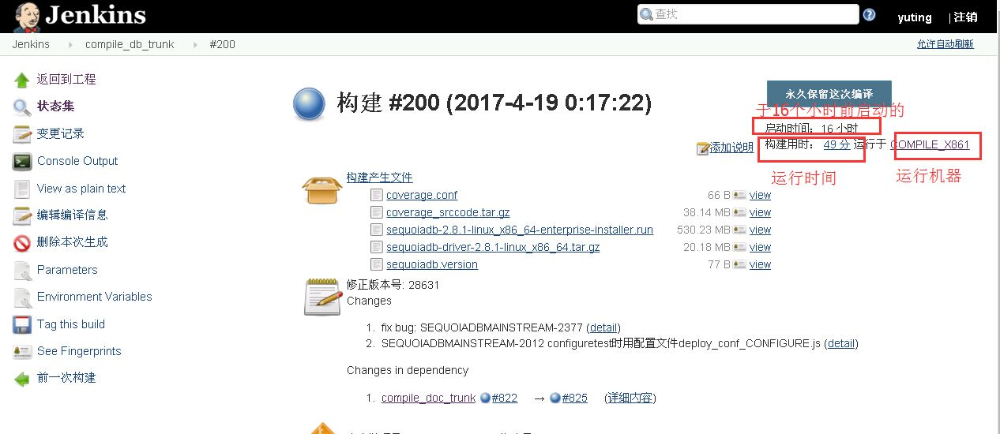 Jenkins
查找
yuting | 注销
Jenkins compile_db_trunk #200
允许自动刷新
返回到工程
状态集
变更记录
Console Output
View as plain text
编辑编译信息
删除本次生成
Parameters
Environment Variables
Tag this build
See Fingerprints
前一次构建
构建 #200 (2017-4-19 0:17:22)
永久保留这次编译
于16个小时前启动的
启动时间：16 小时
添加说明
构建用时： 49 分 运行于 COMPILE_X861
运行时间
运行机器
构建产生文件
coverage.conf 66 B view
coverage_srccode.tar.gz 38.14 MB view
sequoiadb-2.8.1-linux_x86_64-enterprise-installer.run 530.23 MB view
sequoiadb-driver-2.8.1-linux_x86_64.tar.gz 20.18 MB view
sequoiadb.version 77 B view
修正版本号: 28631
Changes
1. fix bug: SEQUOIADBMAINSTREAM-2377 (detail)
2. SEQUOIADBMAINSTREAM-2012 configuretest时用配置文件deploy_conf_CONFIGURE.js (detail)
Changes in dependency
1. compile_doc_trunk #822 → #825 (详细内容)